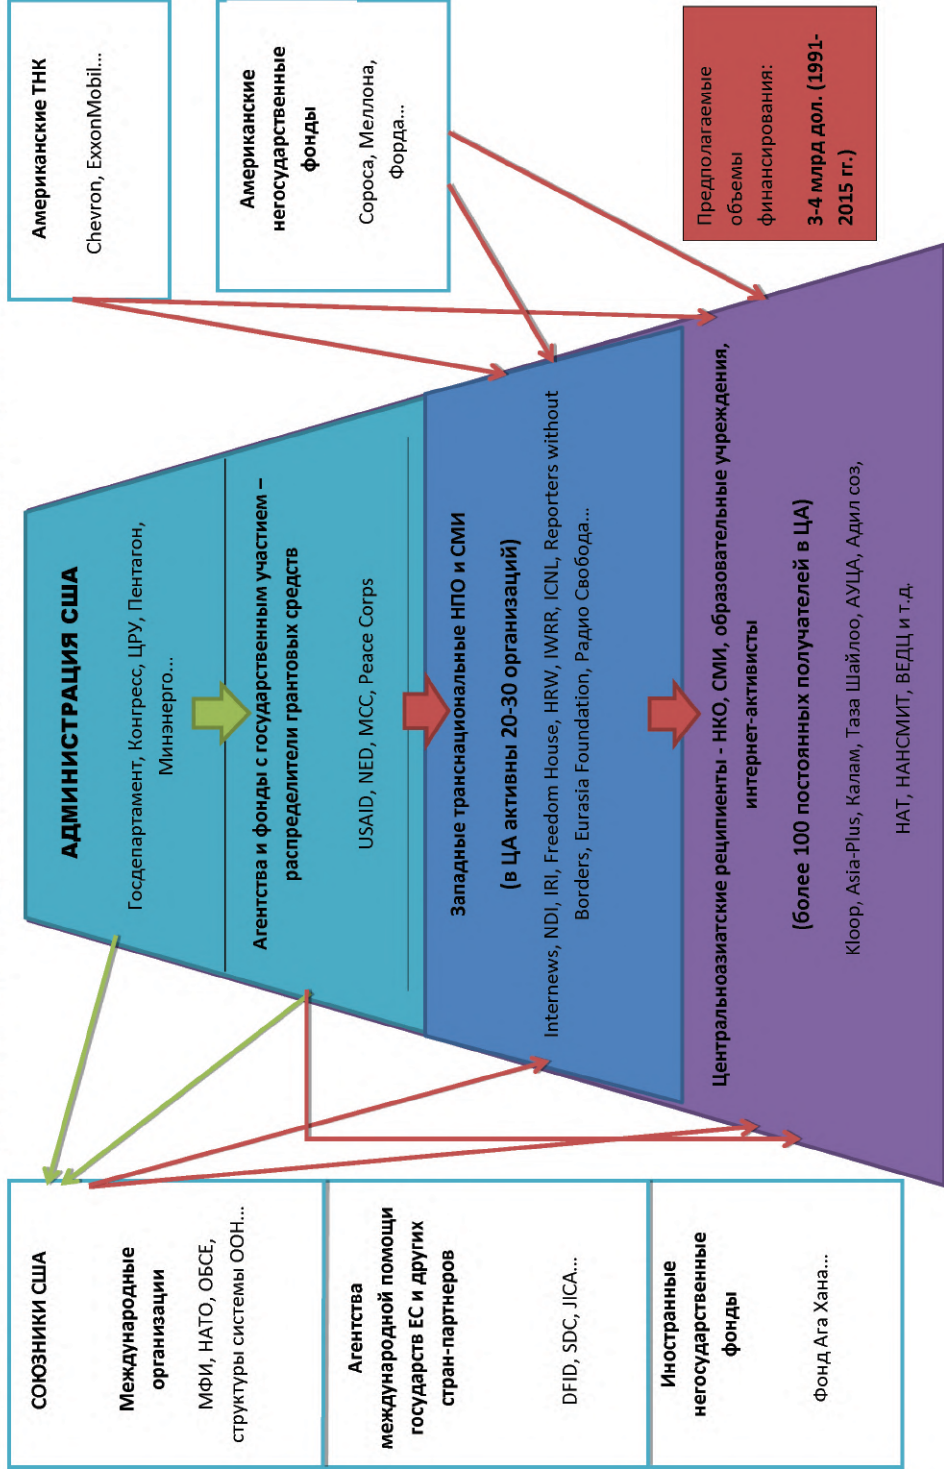 СОЮЗНИКИ США
Международные
организации
МФИ, НАТО, ОБСЕ,
структуры системы ООН...
Агентства
международной помощи
государств ЕС и других
стран-партнеров
DFID, SDC, JICA...
Иностранные
негосударственные
фонды
Фонд Ага Хана...
АДМИНИСТРАЦИЯ США
Госдепартамент, Конгресс, ЦРУ, Пентагон,
Минэнерго...
Агентства и фонды с государственным участием –
распределители грантовых средств
USAID, NED, MCC, Peace Corps
Западные транснациональные НПО и СМИ
(в ЦА активны 20-30 организаций)
Internews, NDI, IRI, Freedom House, HRW, IWRR, ICNL, Reporters without
Borders, Eurasia Foundation, Радио Свобода...
Центральноазиатские реципиенты - НКО, СМИ, образовательные учреждения,
интернет-активисты
(более 100 постоянных получателей в ЦА)
Kloop, Asia-Plus, Калам, Таза Шайлоо, АУЦА, Адил соз,
НАТ, НАНСМИТ, ВЕДЦ и т.д.
Американские ТНК
Chevron, ExxonMobil...
Американские
негосударственные
фонды
Сороса, Меллона,
Форда...
Предполагаемые
объемы
финансирования:
3-4 млрд дол. (1991-
2015 гг.)